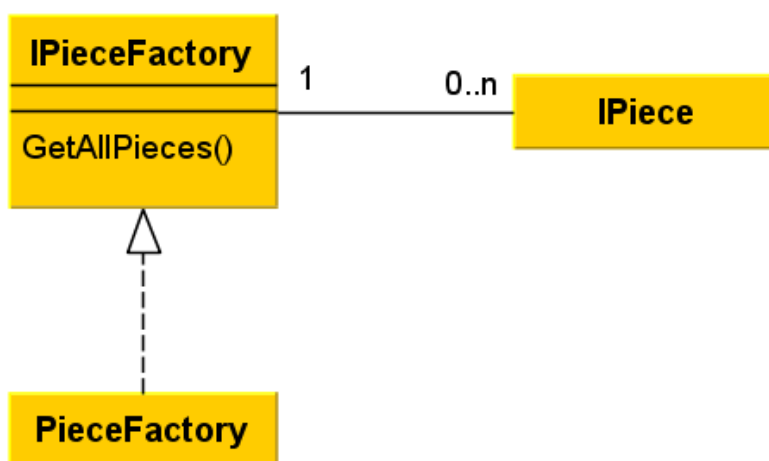 IPieceFactory
1
0..n
IPiece
GetAllPieces()
PieceFactory